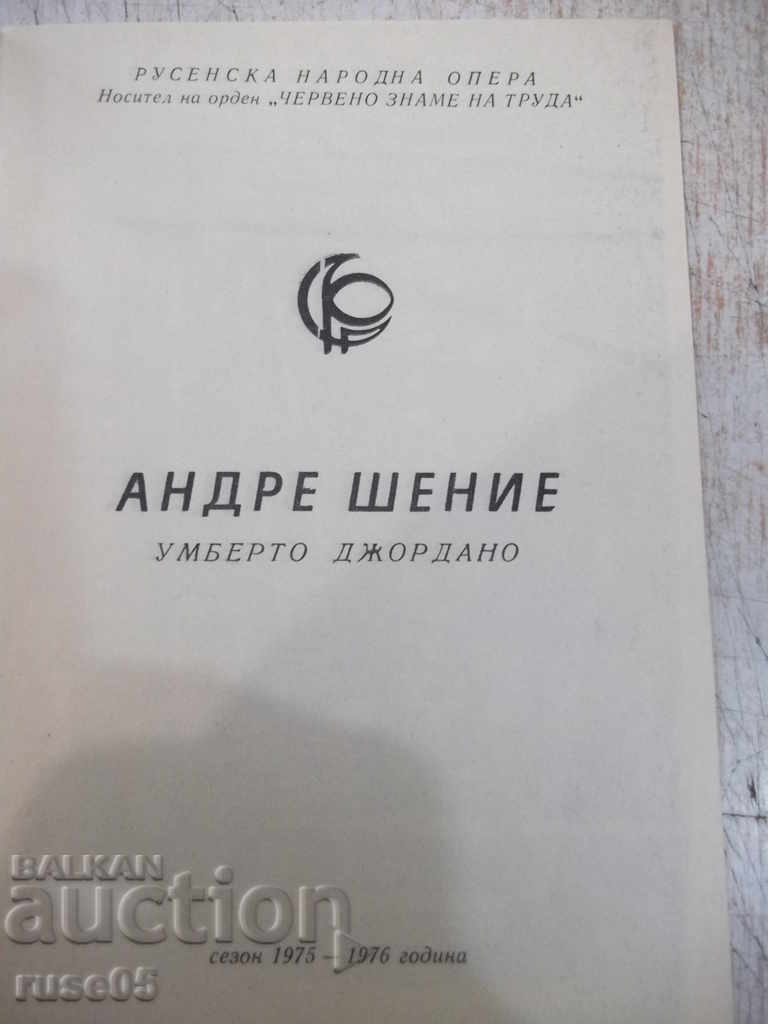 РУСЕНСКА НАРОДНА ОПЕРА
Носител на орден „ЧЕРВЕНО ЗНАМЕ НА ТРУДА“
АНДРЕ ШЕНИЕ
УМБЕРТО ДЖОРДАНО
BALKAN
auction
сезон 1975 – 1976 година
ruse05